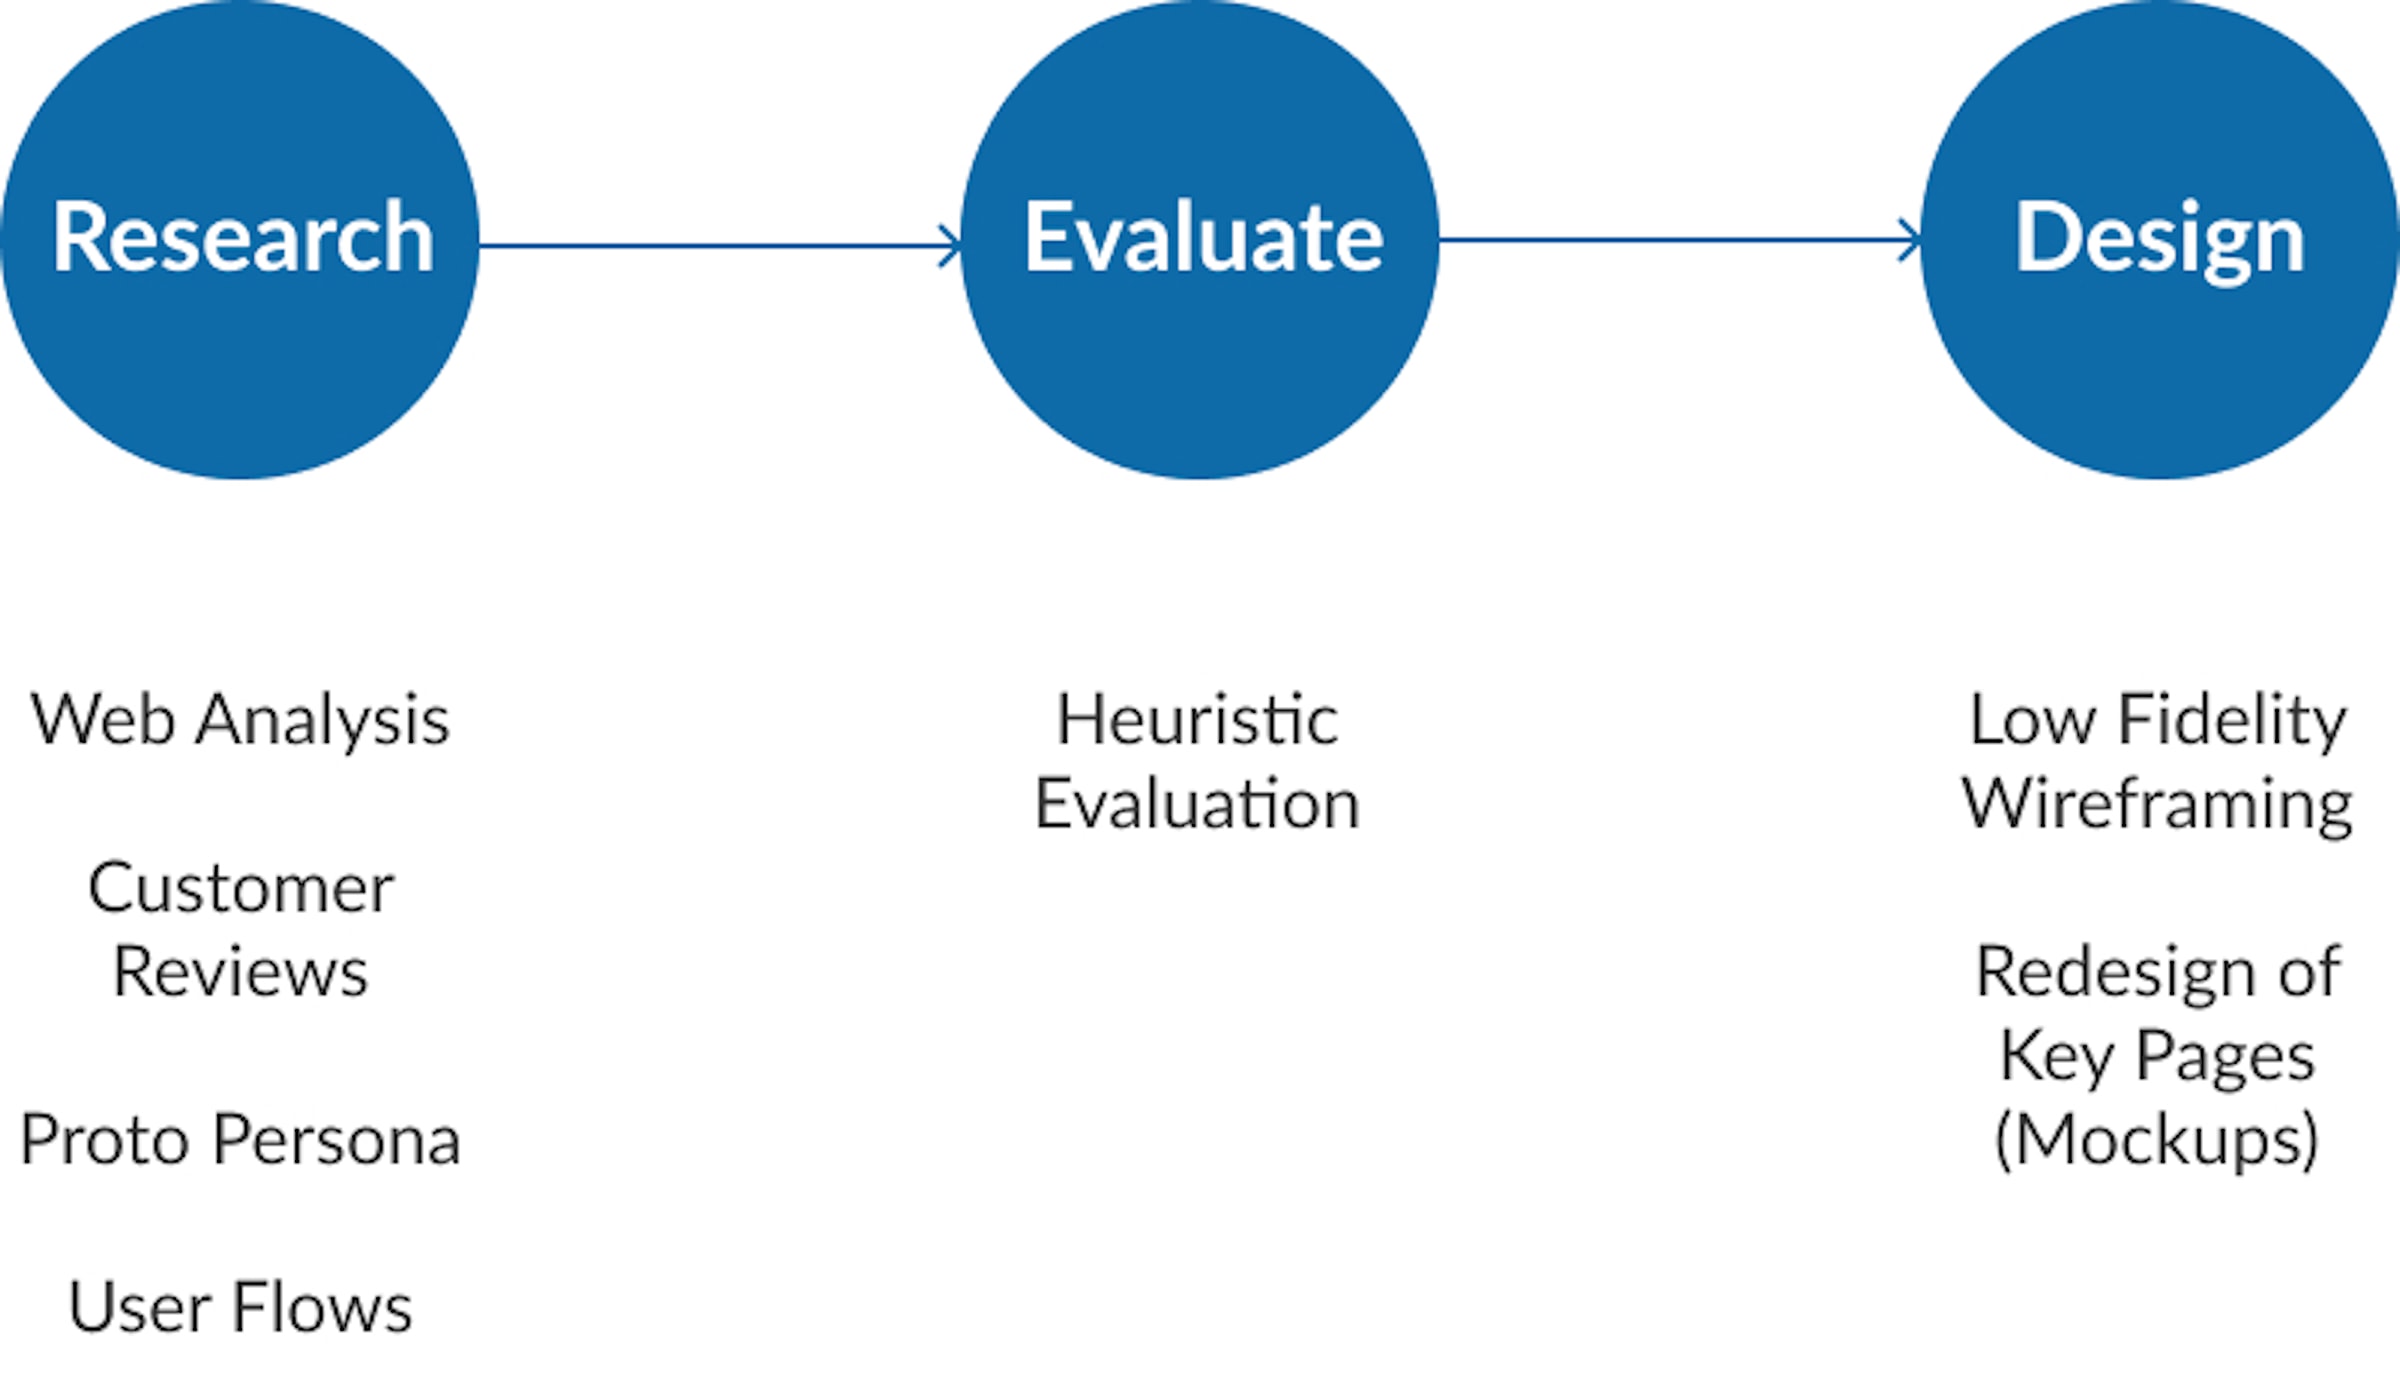 Research
Evaluate
Design
Web Analysis
Customer
Reviews
Proto Persona
User Flows
Heuristic
Evaluation
Low Fidelity
Wireframing
Redesign of
Key Pages
(Mockups)